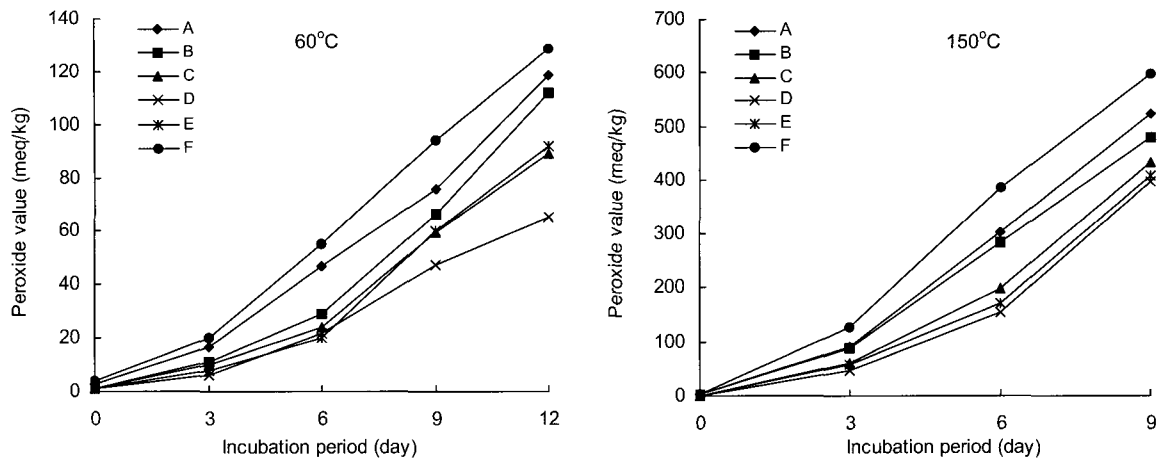 140
120
100
80
60
40
20
0
Peroxide value (meq/kg)
A
B
C
D
E
F
60°C
0 3 6 9 12
Incubation period (day)
700
600
500
400
300
200
100
0
Peroxide value (meq/kg)
A
B
C
D
E
F
150°C
0 3 6 9
Incubation period (day)